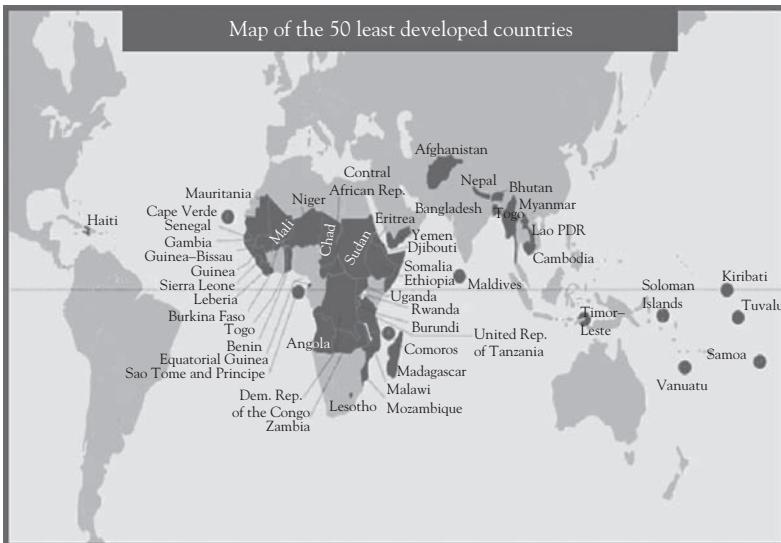 Map of the 50 least developed countries
Afghanistan
Contral
African Rep.
Nepal
Bhutan
Mauritania
Niger
Bangladesh
Togo
Myanmar
Cape Verde
Haiti
Senegal
Mali
Chad
Sudan
Eritrea
Yemen
Lao PDR
Gambia
Djibouti
Guinea–Bissau
Cambodia
Guinea
Somalia
Sierra Leone
Ethiopia
Maldives
Leberia
Uganda
Soloman
Islands
Kiribati
Burkina Faso
Rwanda
Timor–
Leste
Tuvalu
Togo
Burundi
United Rep.
of Tanzania
Benin
Angola
Comoros
Equatorial Guinea
Samoa
Sao Tome and Principe
Madagascar
Vanuatu
Malawi
Dem. Rep.
of the Congo
Lesotho
Mozambique
Zambia